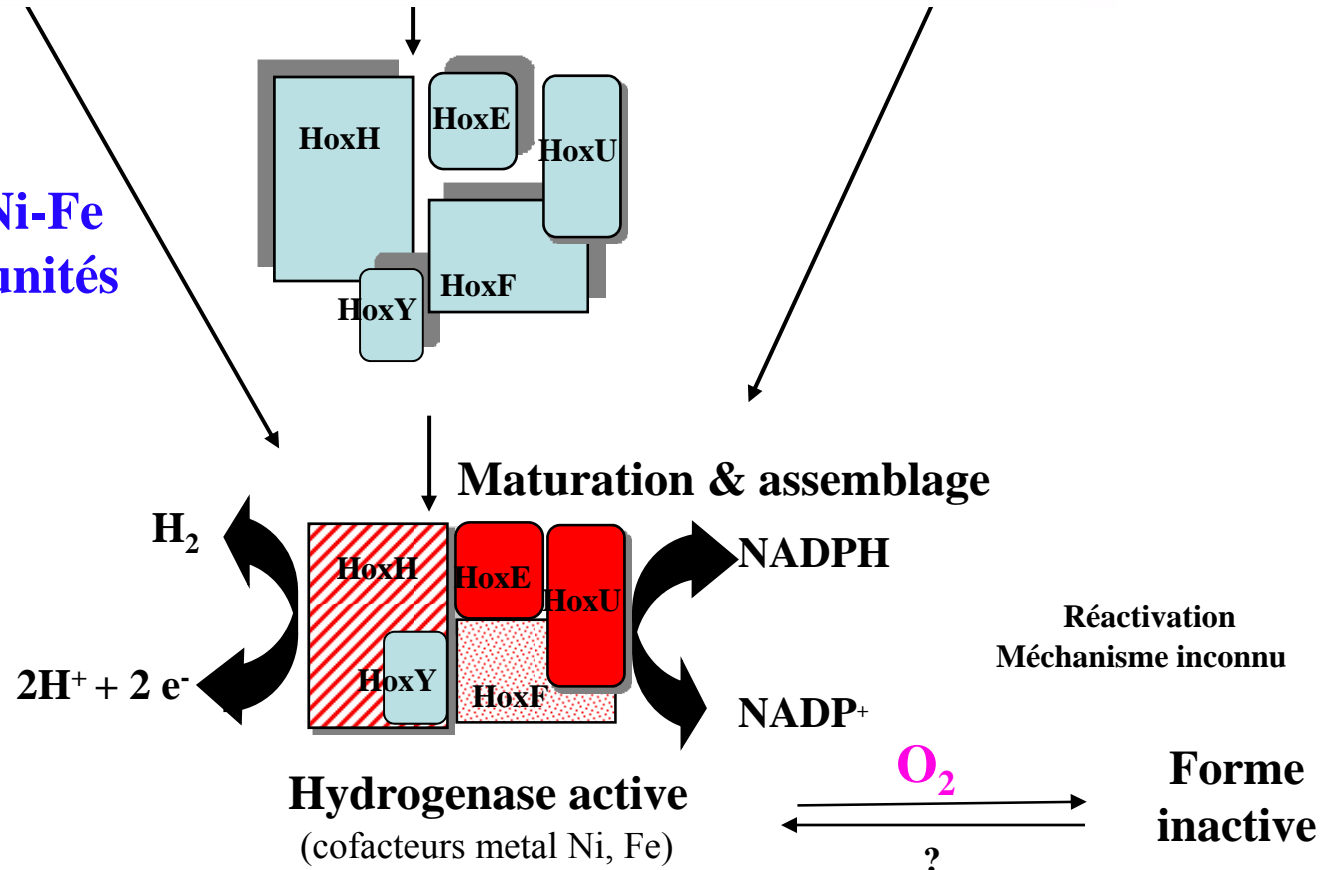 HoxH
HoxE
HoxU
Ni-Fe
unités
HoxF
HoxY
Maturation & assemblage
H₂
NADPH
HoxH
HoxE
HoxU
Réactivation
Méchanisme inconnu
2H⁺ + 2 e⁻
HoxY
HoxF
NADP⁺
O₂
Forme
inactive
Hydrogenase active
(cofacteurs metal Ni, Fe)
?